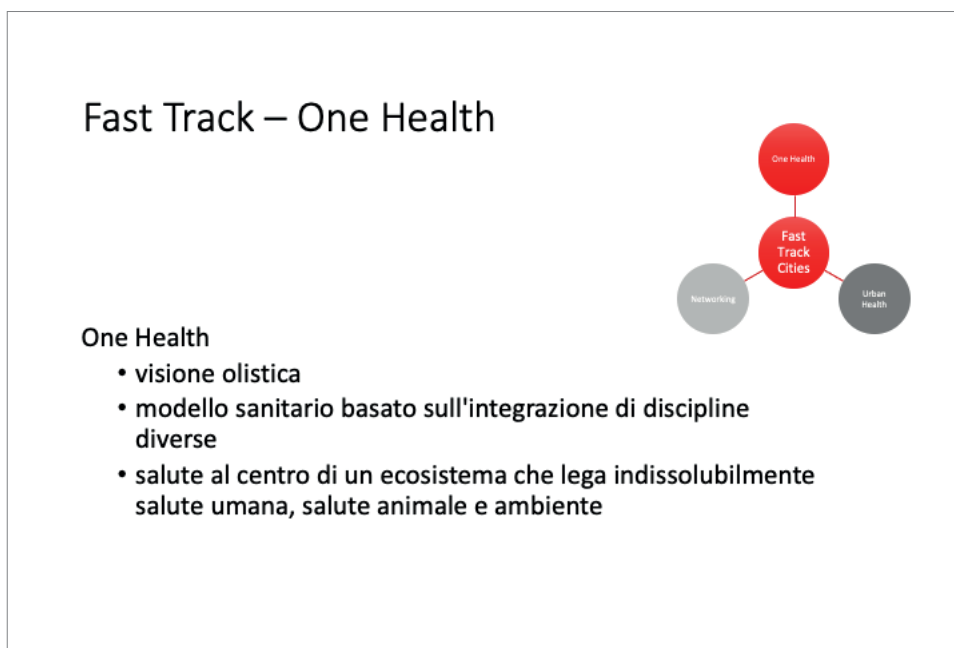 Fast Track – One Health
One Health
Fast
Track
Cities
Networking
Urban
Health
One Health
• visione olistica
• modello sanitario basato sull'integrazione di discipline
diverse
• salute al centro di un ecosistema che lega indissolubilmente
salute umana, salute animale e ambiente